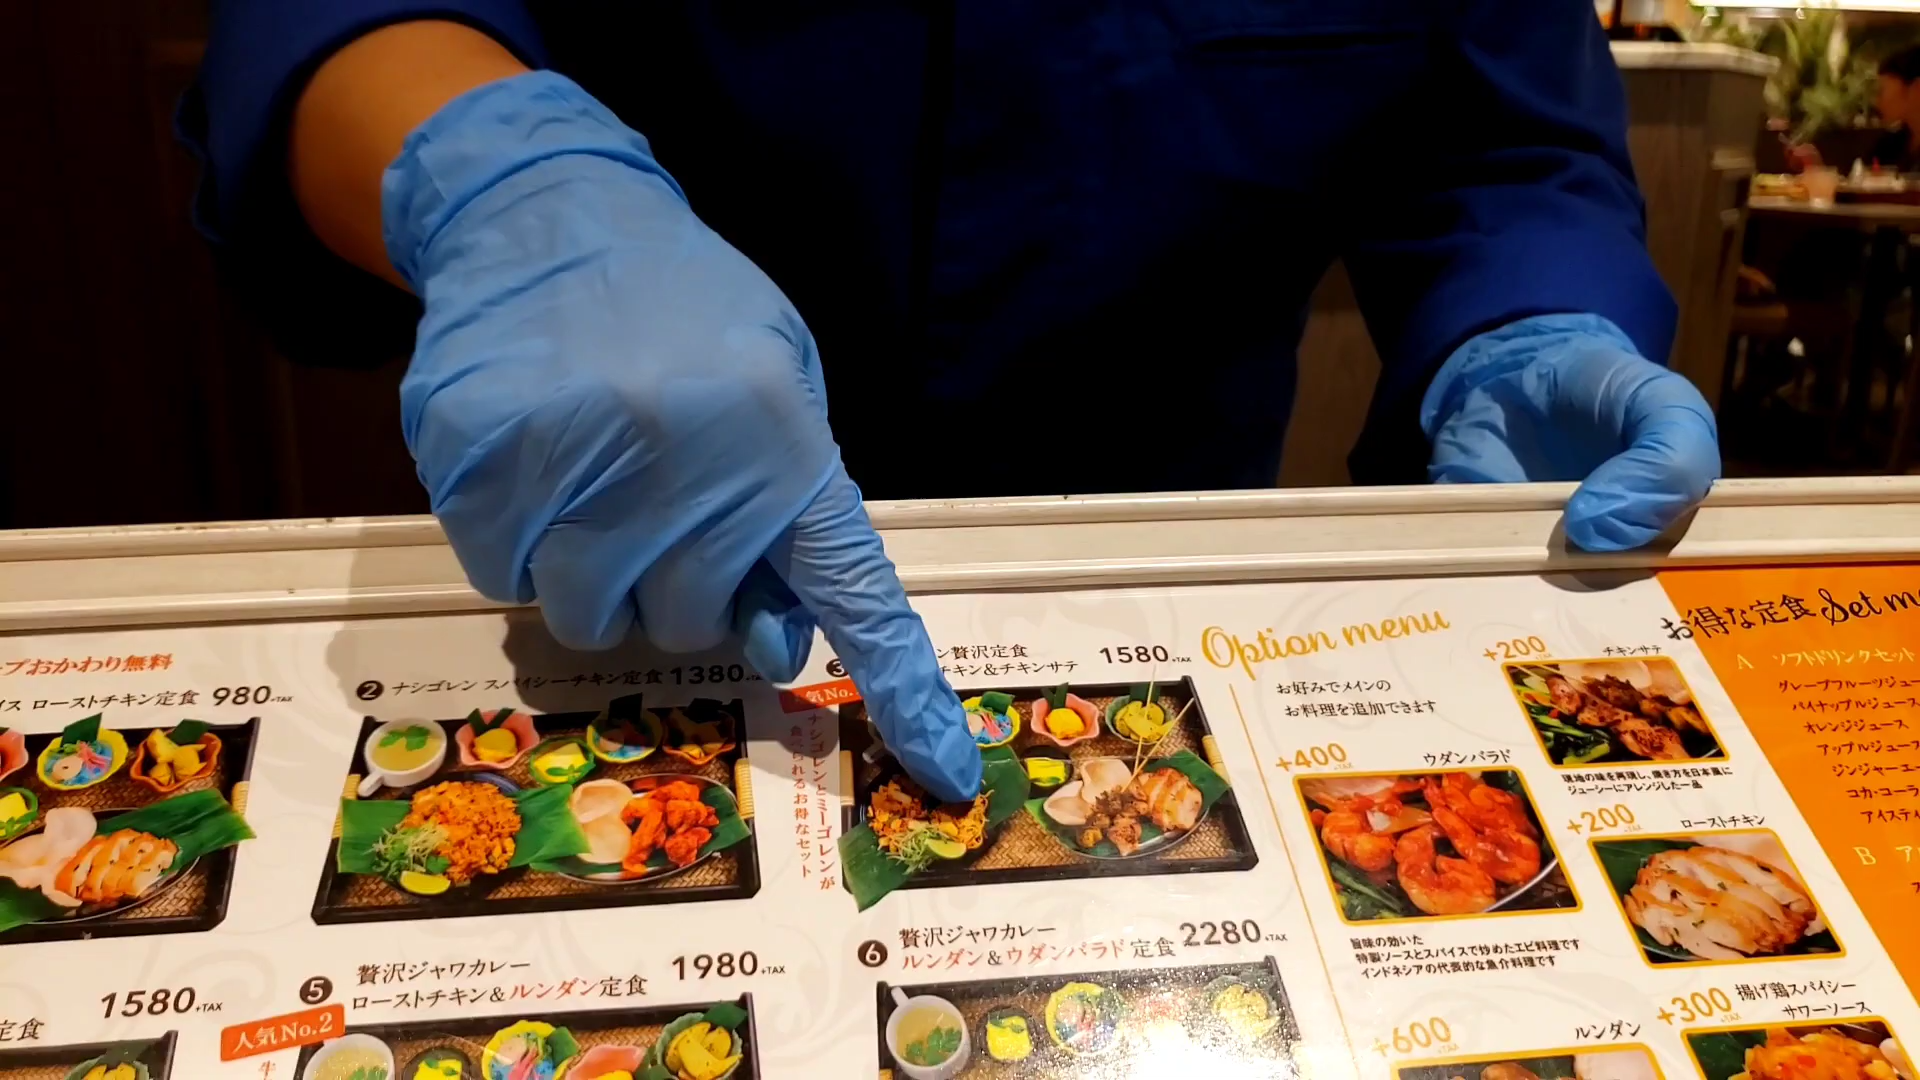 プおかわり無料
イス ローストチキン定食 980+TAX
2 ナシゴレン スパイシーチキン定食 1380
3
ン贅沢定食
チキン&チキンサテ 1580+TAX
気No.
ナシゴレンとミーゴレンが
食べられるお得なセット
定食 1580+TAX
5 贅沢ジャワカレー
ローストチキン&ルンダン定食 1980+TAX
人気No.2
牛
6 贅沢ジャワカレー
ルンダン&ウダンバラド定食 2280+TAX
Option menu
お好みでメインの
お料理を追加できます
+200
チキンサテ
現地の味を再現し、焼き方を日本風に
ジューシーにアレンジした一品
+400
ウダンバラド
旨味の効いた
特製ソースとスパイスで炒めたエビ料理です
インドネシアの代表的な魚介料理です
+200
ローストチキン
+600
ルンダン
+300
揚げ鶏スパイシー
サワーソース
お得な定食 Set m
A ソフトドリンクセット
グレープフルーツジュー
パイナップルジュース
オレンジジュース
アップルジュー
ジンジャーエー
コカ・コーラ
アイスティ
B ア